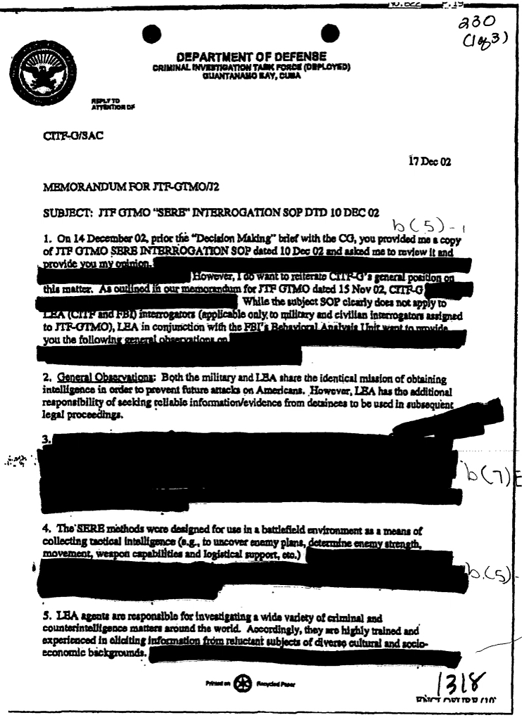 230
(1 of 3)
DEPARTMENT OF DEFENSE
CRIMINAL INVESTIGATION TASK FORCE (DEPLOYED)
GUANTANAMO BAY, CUBA
REPLY TO
ATTENTION OF
CITF-G/SAC
17 Dec 02
MEMORANDUM FOR JTF-GTMO/J2
SUBJECT: JTF GTMO "SERE" INTERROGATION SOP DTD 10 DEC 02
b(5)-1
1. On 14 December 02, prior the "Decision Making" brief with the CG, you provided me a copy
of JTF GTMO SERE INTERROGATION SOP dated 10 Dec 02 and asked me to review it and
provide you my opinion.
However, I do want to reiterate CITF-G's general position on
this matter. As outlined in our memorandum for JTF GTMO dated 15 Nov 02, CITF-G
While the subject SOP clearly does not apply to
LEA (CITF and FBI) interrogators (applicable only to military and civilian interrogators assigned
to JTF-GTMO), LEA in conjunction with the FBI's Behavioral Analysis Unit want to provide
you the following general observations on
2. General Observations: Both the military and LEA share the identical mission of obtaining
intelligence in order to prevent future attacks on Americans. However, LEA has the additional
responsibility of seeking reliable information/evidence from detainees to be used in subsequent
legal proceedings.
3.
b(7)E
4. The SERE methods were designed for use in a battlefield environment as a means of
collecting tactical intelligence (e.g., to uncover enemy plans, determine enemy strength,
movement, weapon capabilities and logistical support, etc.)
b(5)-
5. LEA agents are responsible for investigating a wide variety of criminal and
counterintelligence matters around the world. Accordingly, they are highly trained and
experienced in eliciting information from reluctant subjects of diverse cultural and socio-
economic backgrounds.
Printed on Recycled Paper
1318